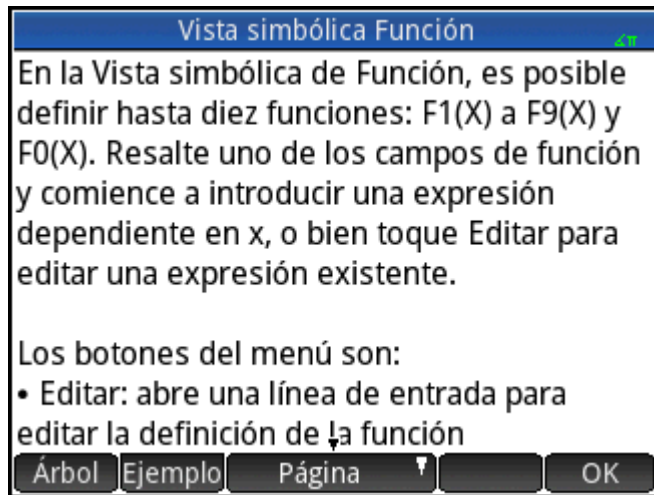 Vista simbólica Función
∡π
En la Vista simbólica de Función, es posible
definir hasta diez funciones: F1(X) a F9(X) y
F0(X). Resalte uno de los campos de función
y comience a introducir una expresión
dependiente en x, o bien toque Editar para
editar una expresión existente.
Los botones del menú son:
• Editar: abre una línea de entrada para
editar la definición de la función
Árbol Ejemplo Página OK